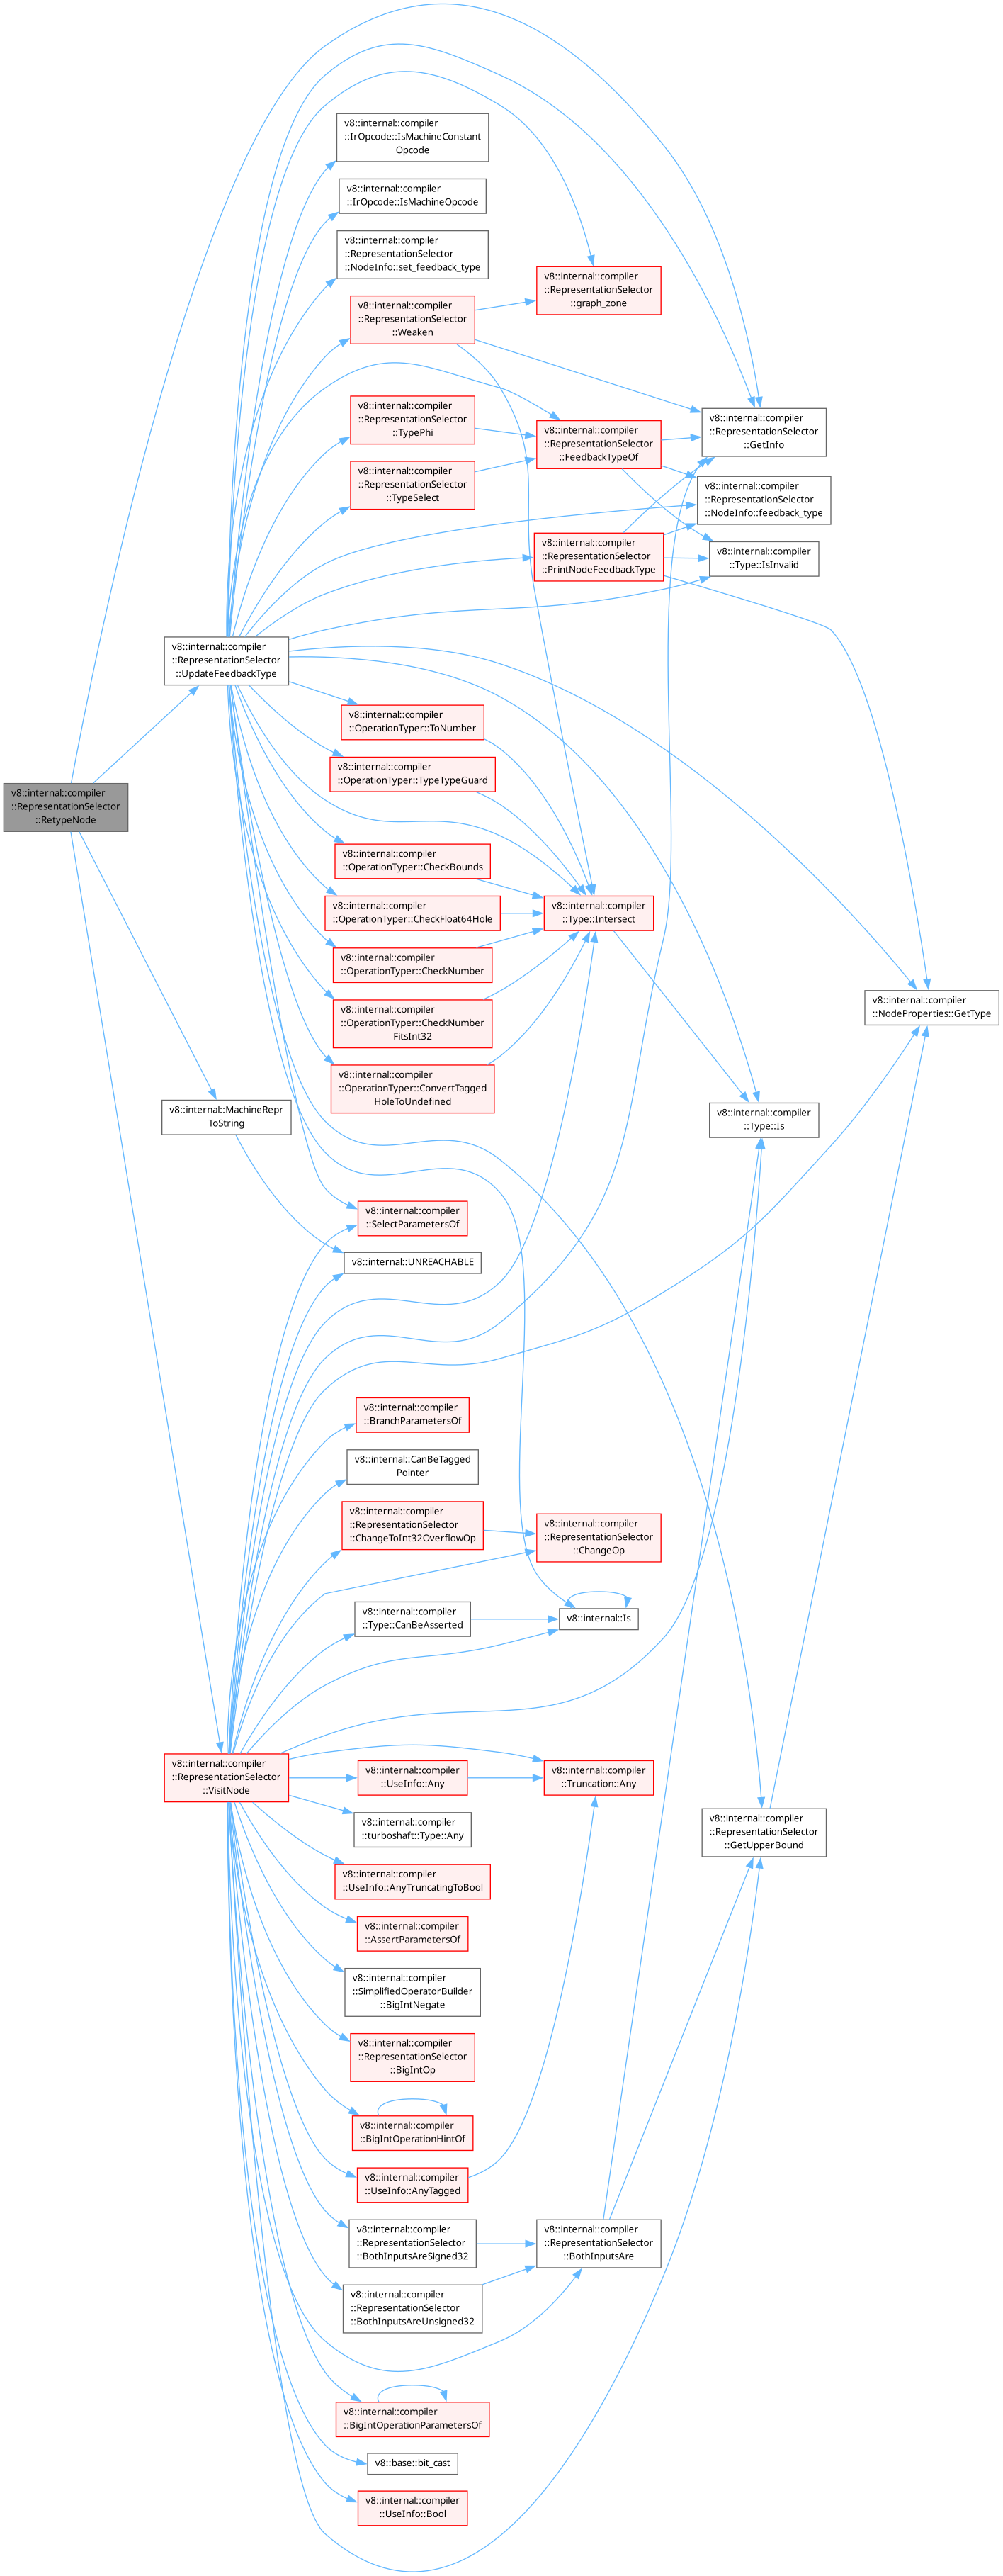 v8::internal::compiler
::IrOpcode::IsMachineConstant
Opcode
v8::internal::compiler
::IrOpcode::IsMachineOpcode
v8::internal::compiler
::RepresentationSelector
::NodeInfo::set_feedback_type
v8::internal::compiler
::RepresentationSelector
::graph_zone
v8::internal::compiler
::RepresentationSelector
::Weaken
v8::internal::compiler
::RepresentationSelector
::TypePhi
v8::internal::compiler
::RepresentationSelector
::FeedbackTypeOf
v8::internal::compiler
::RepresentationSelector
::GetInfo
v8::internal::compiler
::RepresentationSelector
::TypeSelect
v8::internal::compiler
::RepresentationSelector
::NodeInfo::feedback_type
v8::internal::compiler
::RepresentationSelector
::PrintNodeFeedbackType
v8::internal::compiler
::Type::IsInvalid
v8::internal::compiler
::RepresentationSelector
::UpdateFeedbackType
v8::internal::compiler
::OperationTyper::ToNumber
v8::internal::compiler
::OperationTyper::TypeTypeGuard
v8::internal::compiler
::RepresentationSelector
::RetypeNode
v8::internal::compiler
::OperationTyper::CheckBounds
v8::internal::compiler
::OperationTyper::CheckFloat64Hole
v8::internal::compiler
::Type::Intersect
v8::internal::compiler
::OperationTyper::CheckNumber
v8::internal::compiler
::OperationTyper::CheckNumber
FitsInt32
v8::internal::compiler
::NodeProperties::GetType
v8::internal::compiler
::OperationTyper::ConvertTagged
HoleToUndefined
v8::internal::MachineRepr
ToString
v8::internal::compiler
::Type::Is
v8::internal::compiler
::SelectParametersOf
v8::internal::UNREACHABLE
v8::internal::compiler
::BranchParametersOf
v8::internal::CanBeTagged
Pointer
v8::internal::compiler
::RepresentationSelector
::ChangeToInt32OverflowOp
v8::internal::compiler
::RepresentationSelector
::ChangeOp
v8::internal::compiler
::Type::CanBeAsserted
v8::internal::Is
v8::internal::compiler
::RepresentationSelector
::VisitNode
v8::internal::compiler
::UseInfo::Any
v8::internal::compiler
::Truncation::Any
v8::internal::compiler
::turboshaft::Type::Any
v8::internal::compiler
::RepresentationSelector
::GetUpperBound
v8::internal::compiler
::UseInfo::AnyTruncatingToBool
v8::internal::compiler
::AssertParametersOf
v8::internal::compiler
::SimplifiedOperatorBuilder
::BigIntNegate
v8::internal::compiler
::RepresentationSelector
::BigIntOp
v8::internal::compiler
::BigIntOperationHintOf
v8::internal::compiler
::UseInfo::AnyTagged
v8::internal::compiler
::RepresentationSelector
::BothInputsAreSigned32
v8::internal::compiler
::RepresentationSelector
::BothInputsAre
v8::internal::compiler
::RepresentationSelector
::BothInputsAreUnsigned32
v8::internal::compiler
::BigIntOperationParametersOf
v8::base::bit_cast
v8::internal::compiler
::UseInfo::Bool